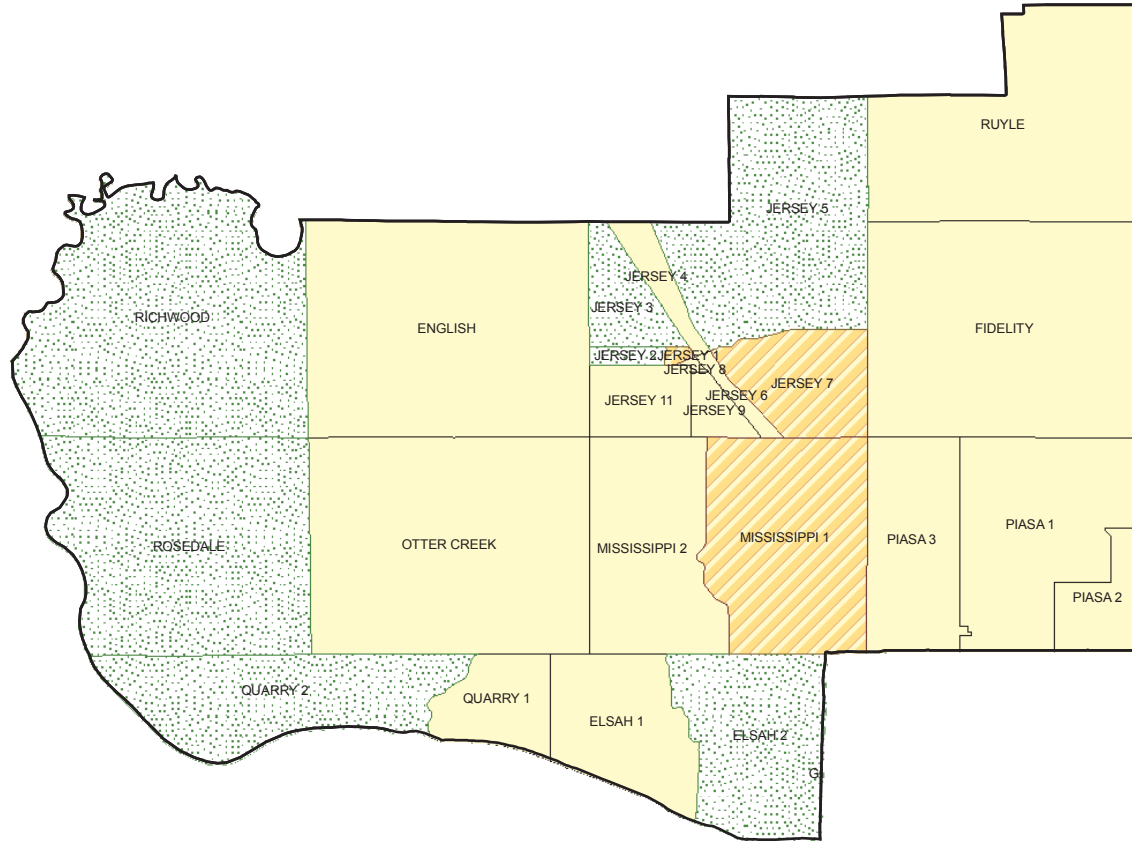 RUYLE
JERSEY 5
JERSEY 4
JERSEY 3
RICHWOOD
ENGLISH
FIDELITY
JERSEY 2
JERSEY 1
JERSEY 8
JERSEY 7
JERSEY 6
JERSEY 11
JERSEY 9
PIASA 1
MISSISSIPPI 1
PIASA 3
ROSEDALE
OTTER CREEK
MISSISSIPPI 2
PIASA 2
QUARRY 2
QUARRY 1
ELSAH 1
ELSAH 2
G